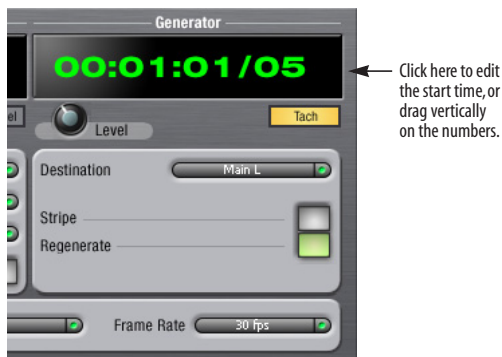 Generator
00:01:01/05
Click here to edit
the start time, or
drag vertically
on the numbers.
el
Level
Tach
Destination
Main L
Stripe
Regenerate
Frame Rate
30 fps